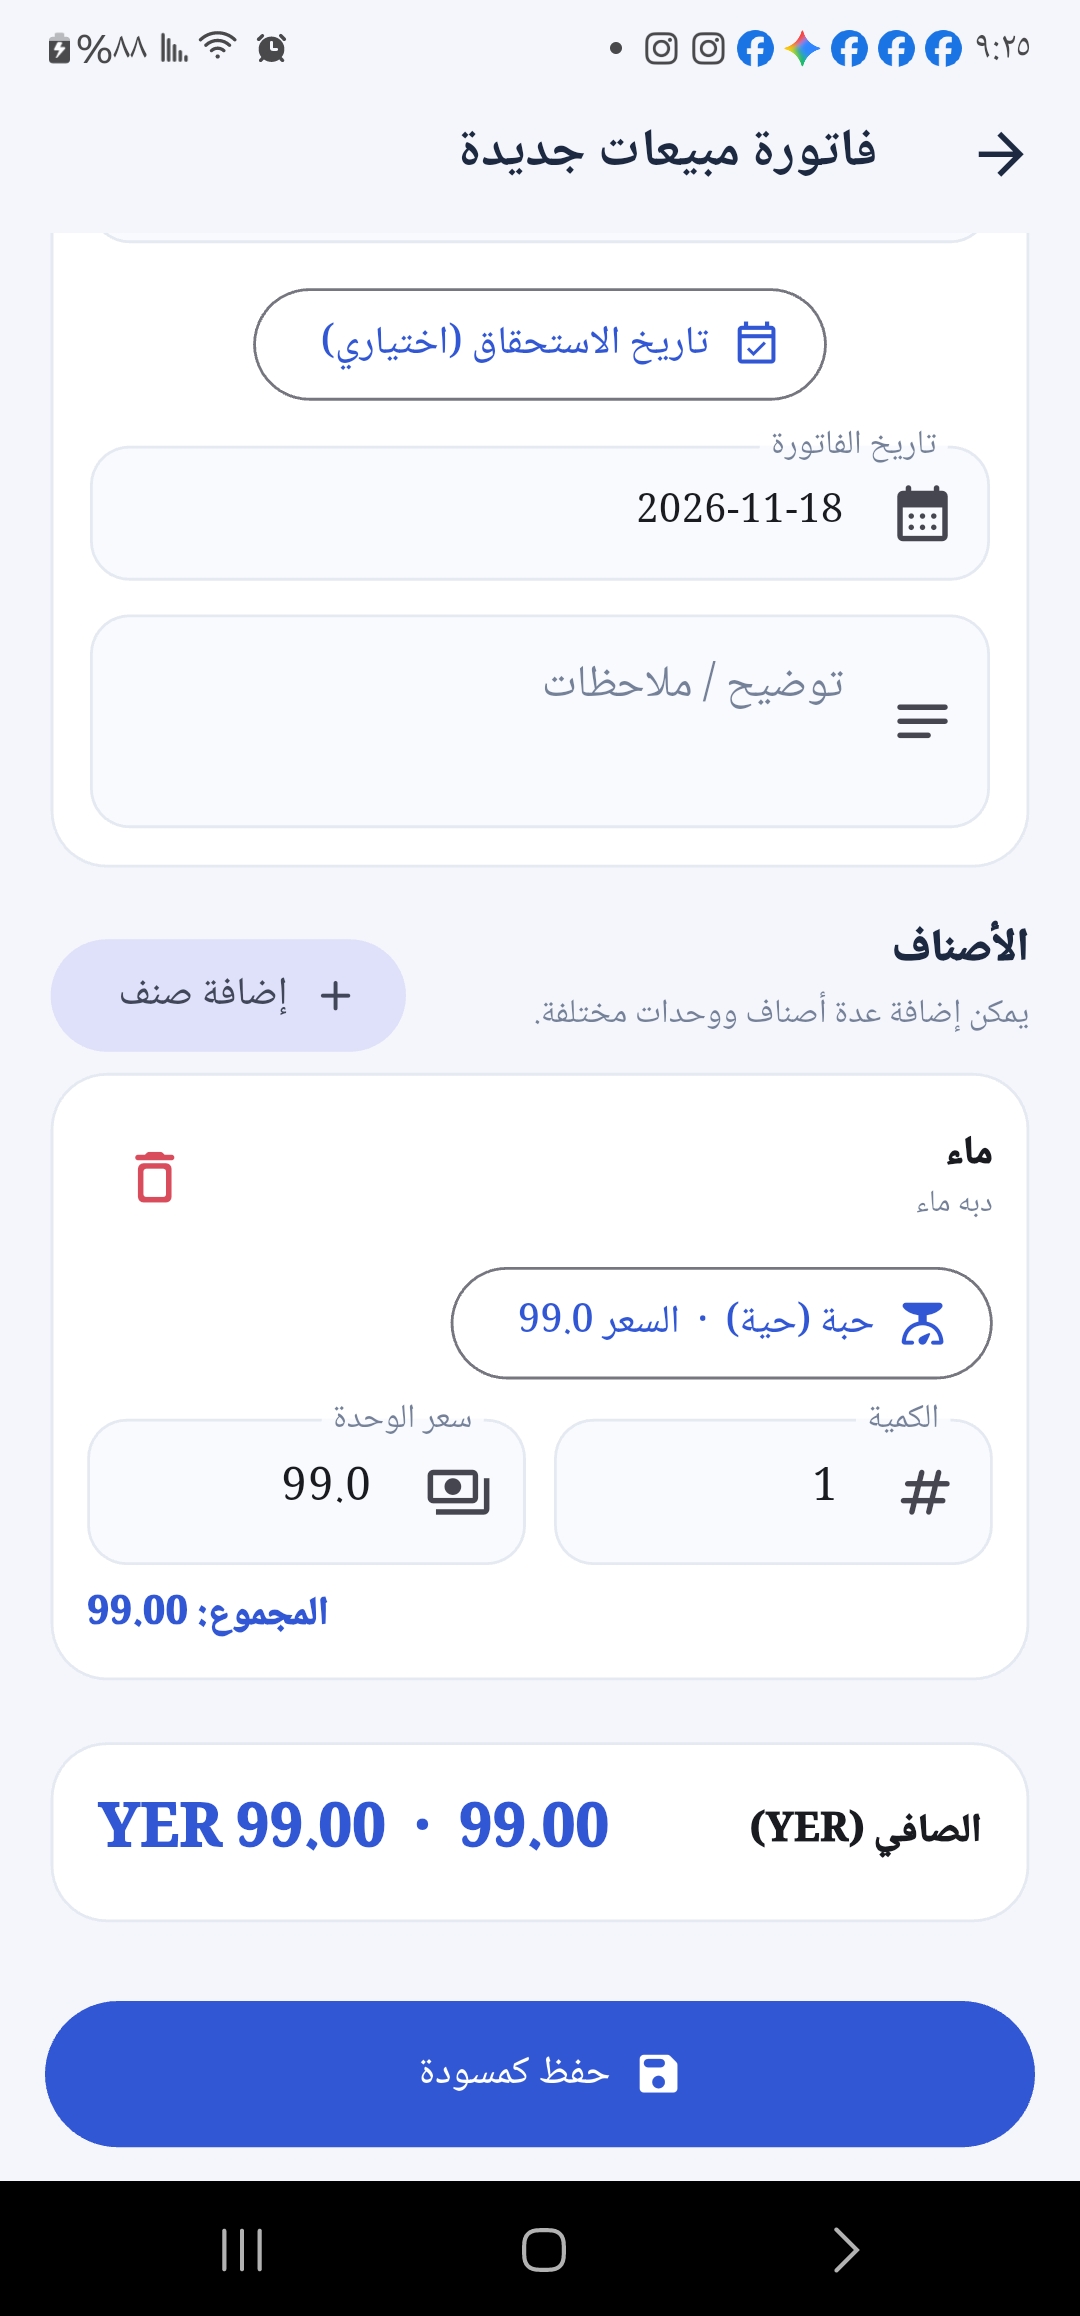 ٩:٢٥
%٨٨
فاتورة مبيعات جديدة
تاريخ الاستحقاق (اختياري)
تاريخ الفاتورة
2026-11-18
توضيح / ملاحظات
الأصناف
يمكن إضافة عدة أصناف ووحدات مختلفة.
إضافة صنف
ماء
دبه ماء
حبة (حية) · السعر 99.0
الكمية
1
سعر الوحدة
99.0
المجموع: 99.00
الصافي (YER)
99.00 · YER 99.00
حفظ كمسودة